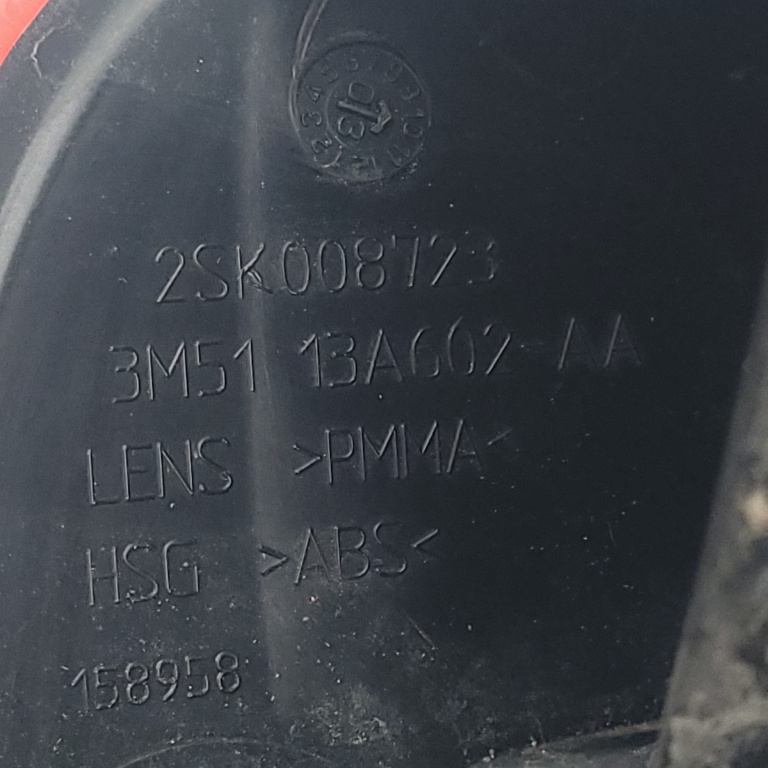 2SK008723
3M51 13A602-AA
LENS >PMMA<
HSG >ABS<
158958